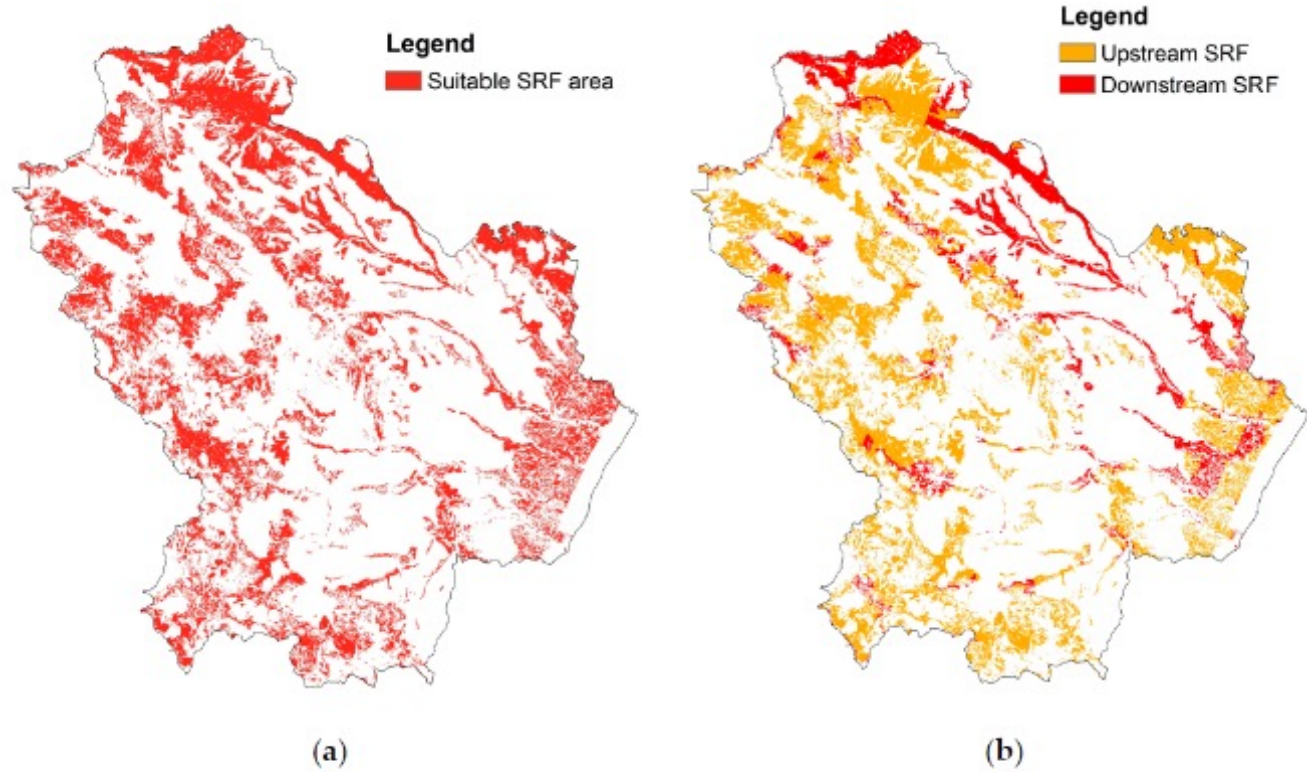 Legend
Suitable SRF area
Legend
Upstream SRF
Downstream SRF
(a)
(b)